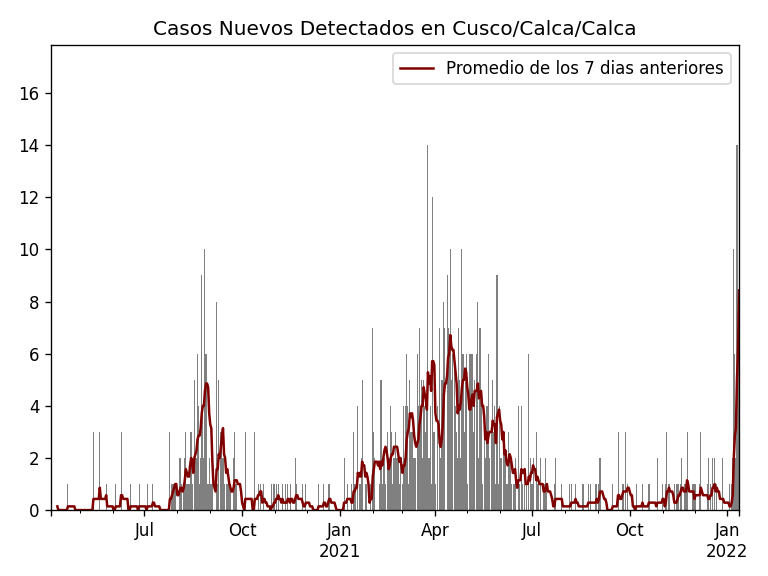 Casos Nuevos Detectados en Cusco/Calca/Calca
Promedio de los 7 dias anteriores
16
14
12
10
8
6
4
2
0
Jul
Oct
Jan
2021
Apr
Jul
Oct
Jan
2022